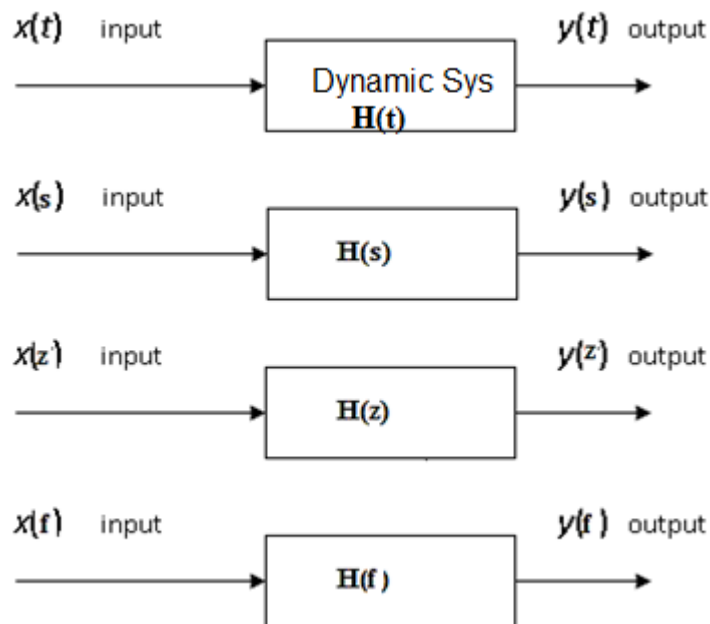 x(t) input y(t) output
Dynamic Sys
H(t)
x(s) input y(s) output
H(s)
x(z) input y(z) output
H(z)
x(f) input y(f) output
H(f)